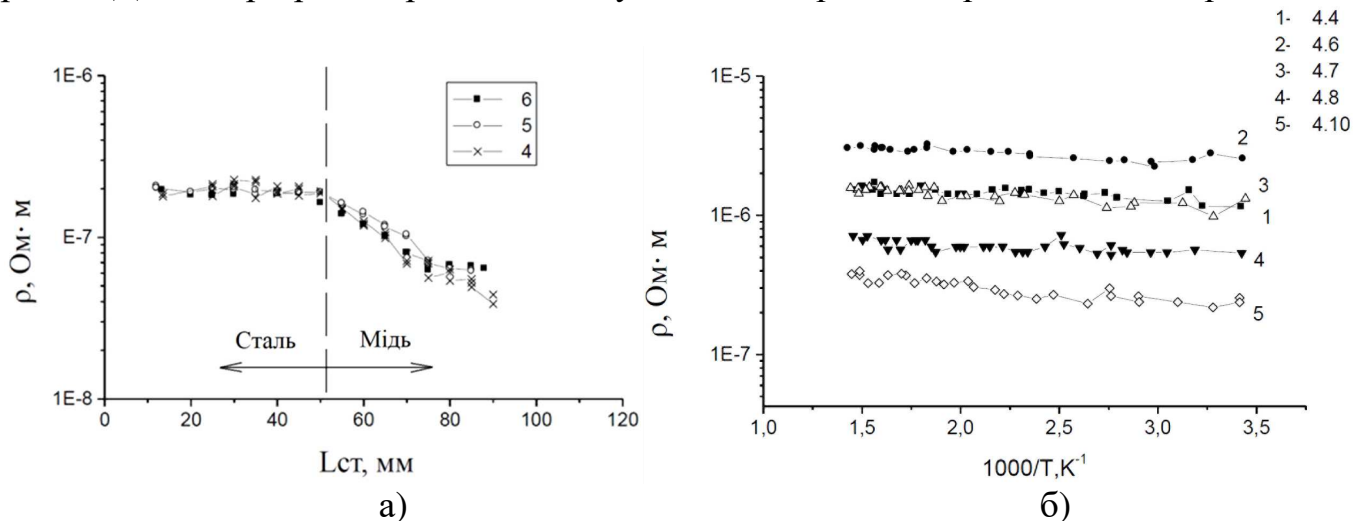 1- 4.4
2- 4.6
3- 4.7
4- 4.8
5- 4.10
1E-6
1E-7
1E-8
ρ, Ом· м
6
5
4
Сталь
Мідь
0 20 40 60 80 100 120
Lст, мм
а)
1E-5
1E-6
1E-7
ρ, Ом· м
2
3
1
4
5
1,0 1,5 2,0 2,5 3,0 3,5
1000/T,K⁻¹
б)